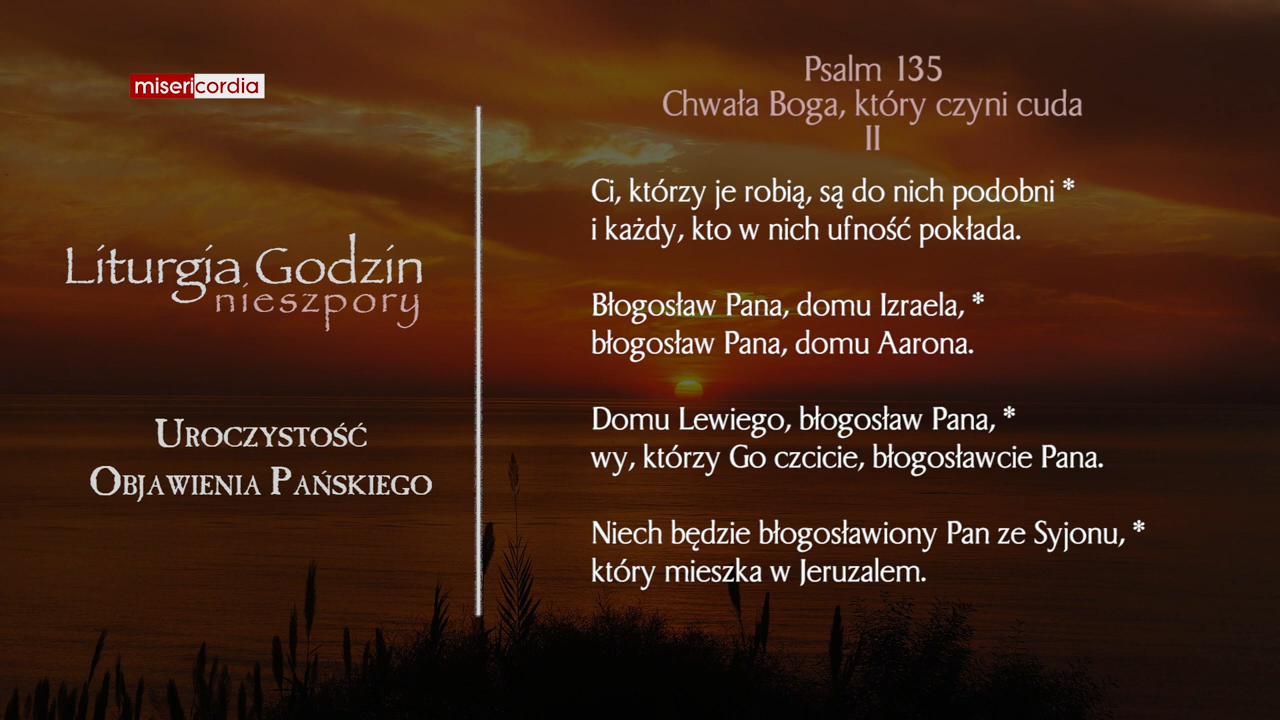 misericordia
Liturgia Godzin
nieszpory
Uroczystość
Objawienia Pańskiego
Psalm 135
Chwała Boga, który czyni cuda
II
Ci, którzy je robią, są do nich podobni *
i każdy, kto w nich ufność pokłada.
Błogosław Pana, domu Izraela, *
błogosław Pana, domu Aarona.
Domu Lewiego, błogosław Pana, *
wy, którzy Go czcicie, błogosławcie Pana.
Niech będzie błogosławiony Pan ze Syjonu, *
który mieszka w Jeruzalem.